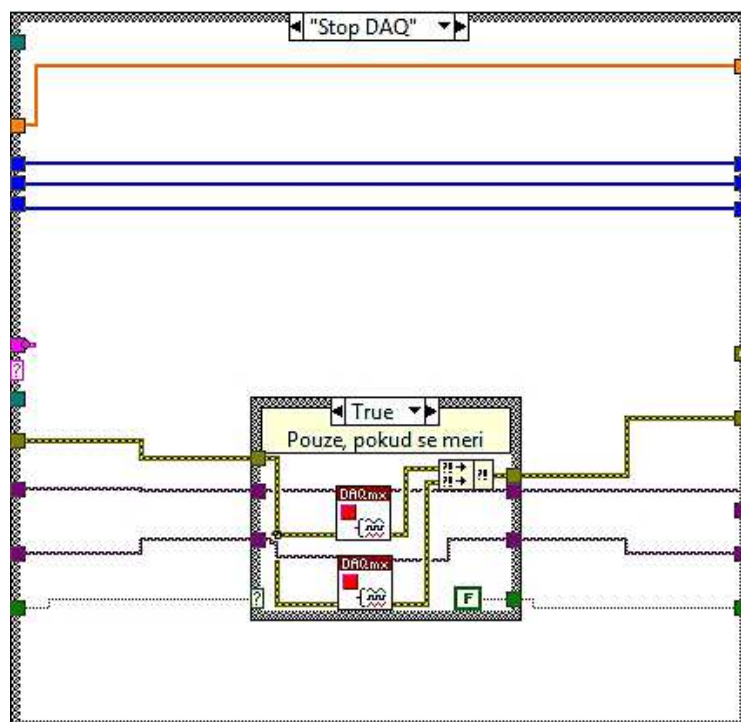 "Stop DAQ"
?
True
Pouze, pokud se meri
?! ?!
?!
DAQmx
DAQmx
?
F